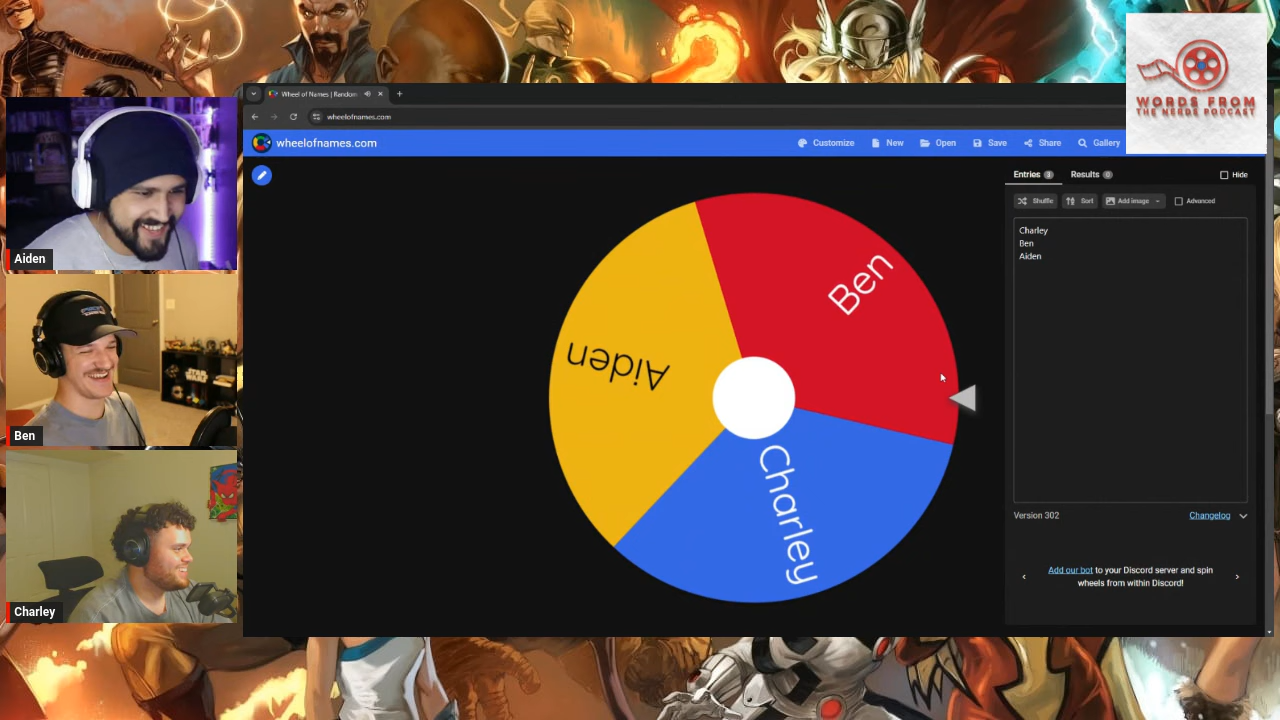 Wheel of Names | Random
wheelofnames.com
WORDS FROM
THE NERDS PODCAST
wheelofnames.com
Customize
New
Open
Save
Share
Gallery
Aiden
Ben
Charley
Entries 3
Results 0
Hide
Shuffle
Sort
Add image
Advanced
Charley
Ben
Aiden
Ben
Aiden
Charley
Version 302
Changelog
Add our bot to your Discord server and spin
wheels from within Discord!
STAR
WARS